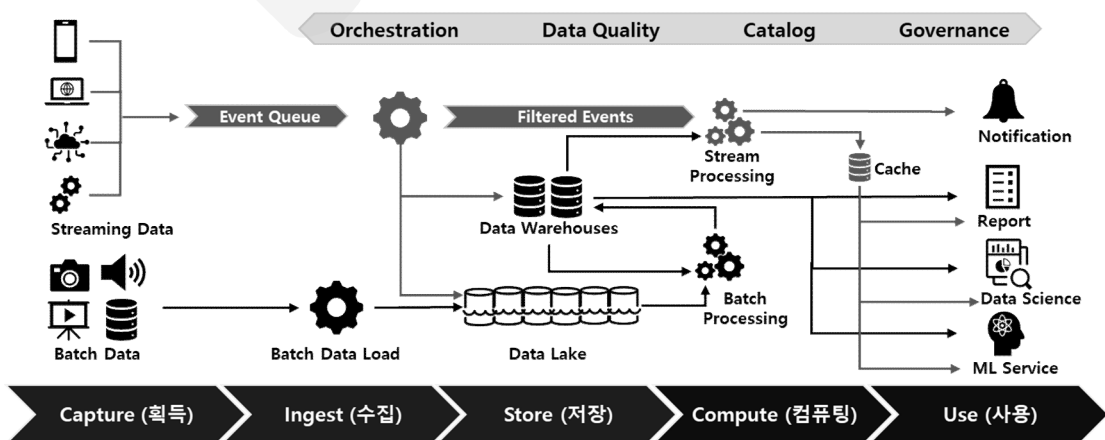 Orchestration Data Quality Catalog Governance
Event Queue
Filtered Events
Notification
Stream
Processing
Cache
Streaming Data
Data Warehouses
Report
Batch
Processing
Data Science
Batch Data
Batch Data Load
Data Lake
ML Service
Capture (획득)
Ingest (수집)
Store (저장)
Compute (컴퓨팅)
Use (사용)